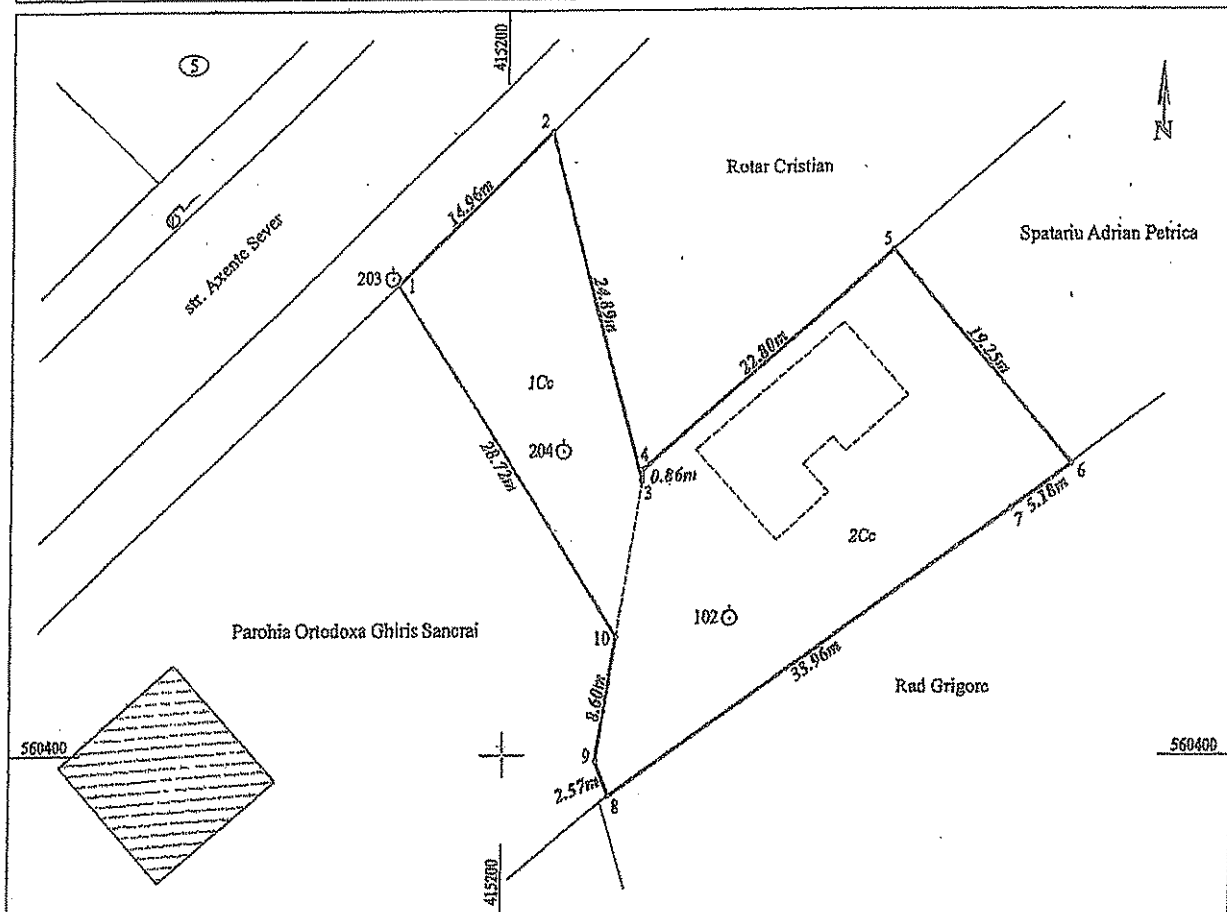 5
415200
2
N
Rotar Cristian
14.96m
5
Spatariu Adrian Petrica
str. Axente Sever
203
1
24.89m
22.80m
19.25m
1Cc
204
28.72m
4
0.86m
3
6
5.18m
7
2Cc
102
Parohia Ortodoxa Ghiris Sancrai
10
33.96m
Rad Grigore
8.60m
560400
9
560400
2.57m
8
415200